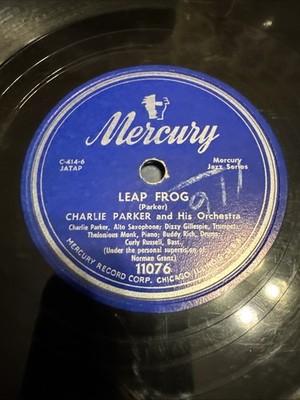 Mercury
C-414-6
JATAP
Mercury
Jazz Series
LEAP FROG
(Parker)
CHARLIE PARKER and His Orchestra
Charlie Parker, Alto Saxophone; Dizzy Gillespie, Trumpet;
Thelonious Monk, Piano; Buddy Rich, Drums;
Curly Russell, Bass.
(Under the personal supervision of
Norman Granz)
11076
MERCURY RECORD CORP. CHICAGO